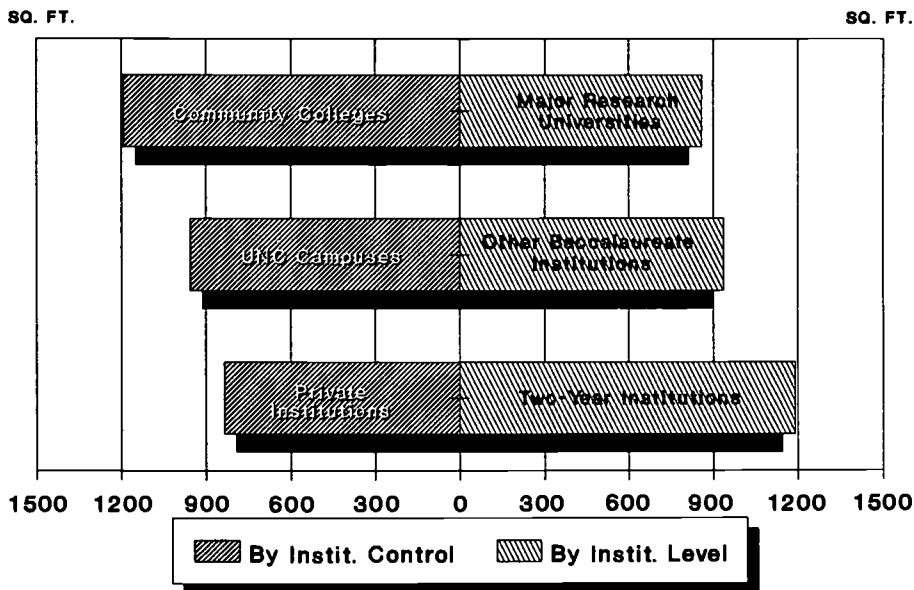 SQ. FT. SQ. FT.
Community Colleges
Major Research
Universities
UNC Campuses
Other Baccalaureate
Institutions
Private
Institutions
Two-Year Institutions
1500 1200 900 600 300 0 300 600 900 1200 1500
By Instit. Control By Instit. Level